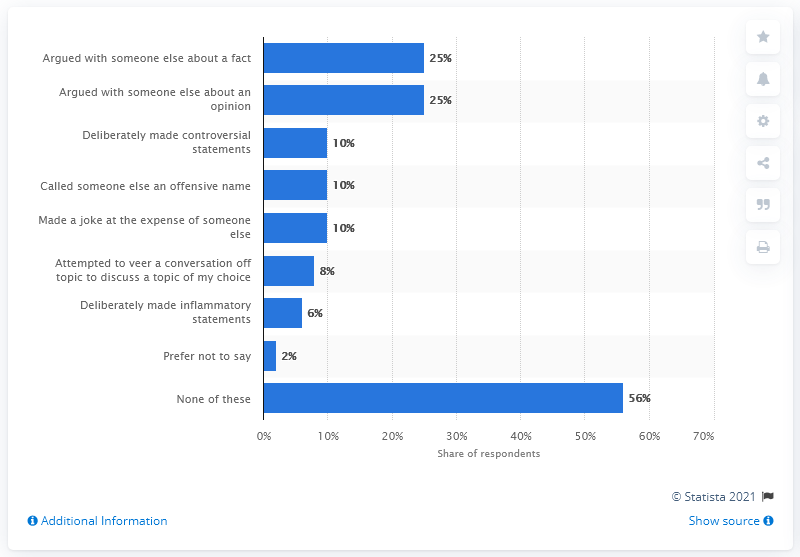 Argued with someone else about a fact
25%
Argued with someone else about an
opinion
25%
Deliberately made controversial
statements
10%
Called someone else an offensive name
10%
Made a joke at the expense of someone
else
10%
Attempted to veer a conversation off
topic to discuss a topic of my choice
8%
Deliberately made inflammatory
statements
6%
Prefer not to say
2%
None of these
56%
0% 10% 20% 30% 40% 50% 60% 70%
Share of respondents
© Statista 2021
Additional Information
Show source